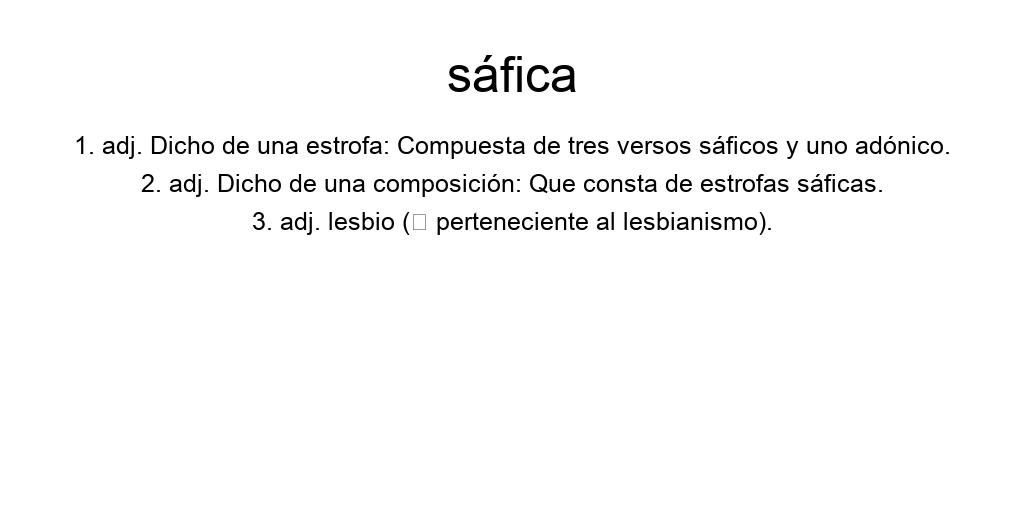 sáfica
1. adj. Dicho de una estrofa: Compuesta de tres versos sáficos y uno adónico.
2. adj. Dicho de una composición: Que consta de estrofas sáficas.
3. adj. lesbio (□ perteneciente al lesbianismo).